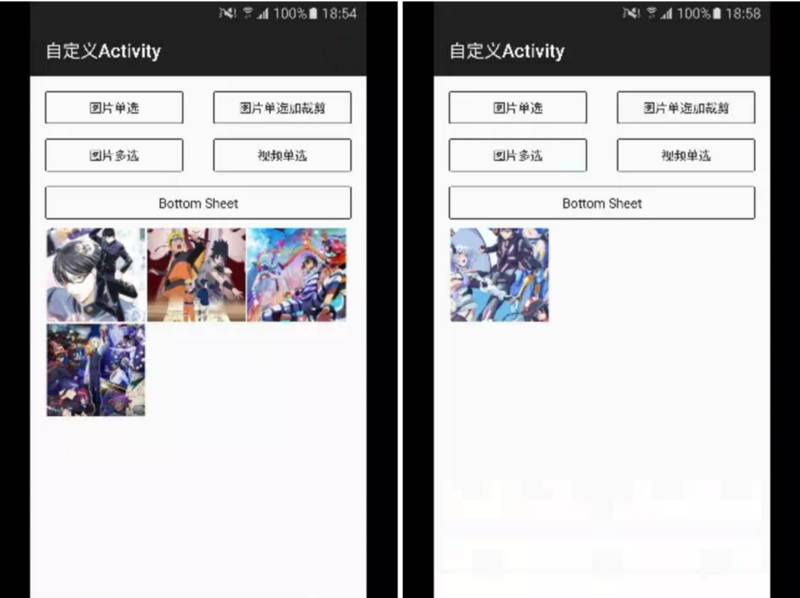 100% 18:54
自定义Activity
图片单选 图片单选加裁剪
图片多选 视频单选
Bottom Sheet
100% 18:58
自定义Activity
图片单选 图片单选加裁剪
图片多选 视频单选
Bottom Sheet